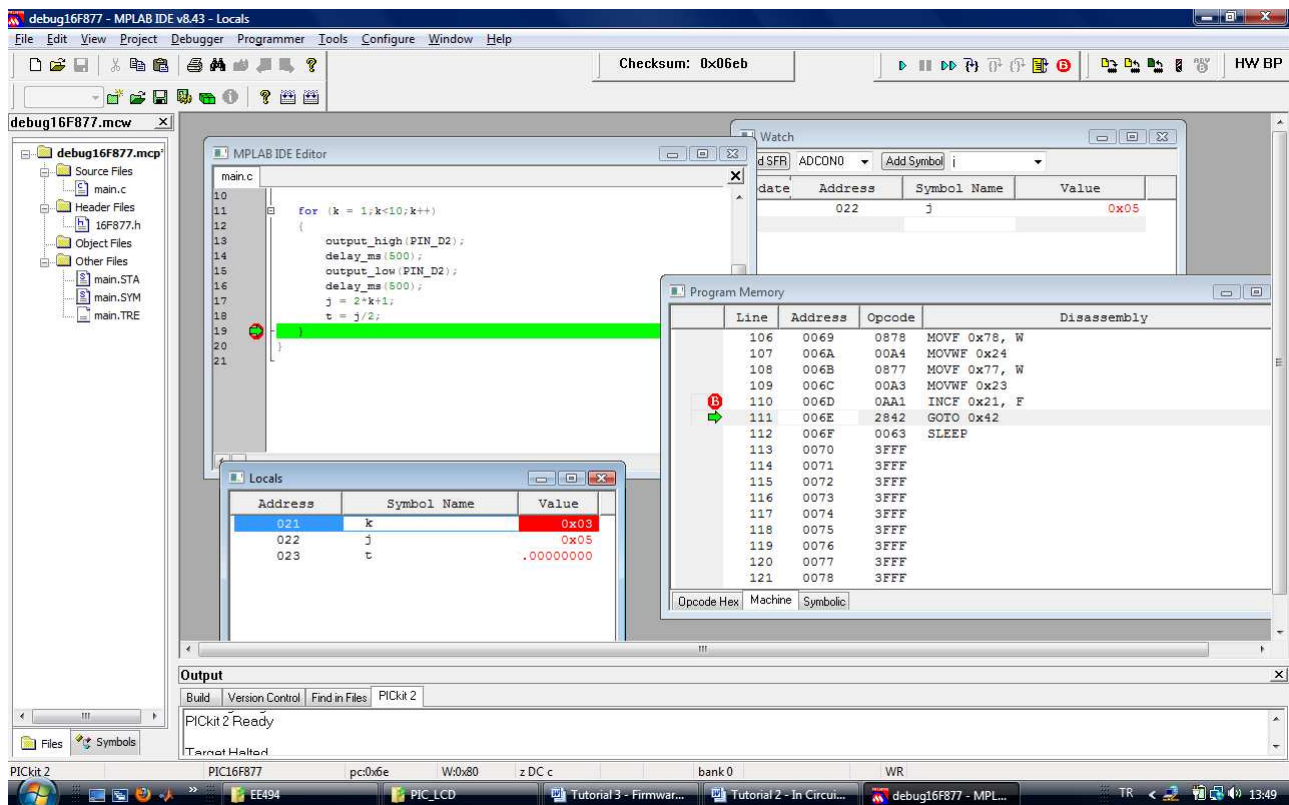 debug16F877 - MPLAB IDE v8.43 - Locals
File Edit View Project Debugger Programmer Tools Configure Window Help
Checksum: 0x06eb
HW BP
debug16F877.mcw
debug16F877.mcp*
Source Files
main.c
Header Files
16F877.h
Object Files
Other Files
main.STA
main.SYM
main.TRE
Files Symbols
MPLAB IDE Editor
main.c
10
11 for (k = 1;k<10;k++)
12 {
13 output_high(PIN_D2);
14 delay_ms(500);
15 output_low(PIN_D2);
16 delay_ms(500);
17 j = 2*k+1;
18 t = j/2;
19 }
20 }
21
Watch
d SFR ADCON0 Add Symbol j
date Address Symbol Name Value
022 j 0x05
Program Memory
Line Address Opcode Disassembly
106 0069 0878 MOVF 0x78, W
107 006A 00A4 MOVWF 0x24
108 006B 0877 MOVF 0x77, W
109 006C 00A3 MOVWF 0x23
B 110 006D 0AA1 INCF 0x21, F
111 006E 2842 GOTO 0x42
112 006F 0063 SLEEP
113 0070 3FFF
114 0071 3FFF
115 0072 3FFF
116 0073 3FFF
117 0074 3FFF
118 0075 3FFF
119 0076 3FFF
120 0077 3FFF
121 0078 3FFF
Opcode Hex Machine Symbolic
Locals
Address Symbol Name Value
021 k 0x03
022 j 0x05
023 t .00000000
Output
Build Version Control Find in Files PICkit 2
PICkit 2 Ready
Target Halted
PICkit 2 PIC16F877 pc:0x6e W:0x80 z DC c bank 0 WR
EE494 PIC_LCD Tutorial 3 - Firmwar... Tutorial 2 - In Circui... debug16F877 - MPL... TR 13:49